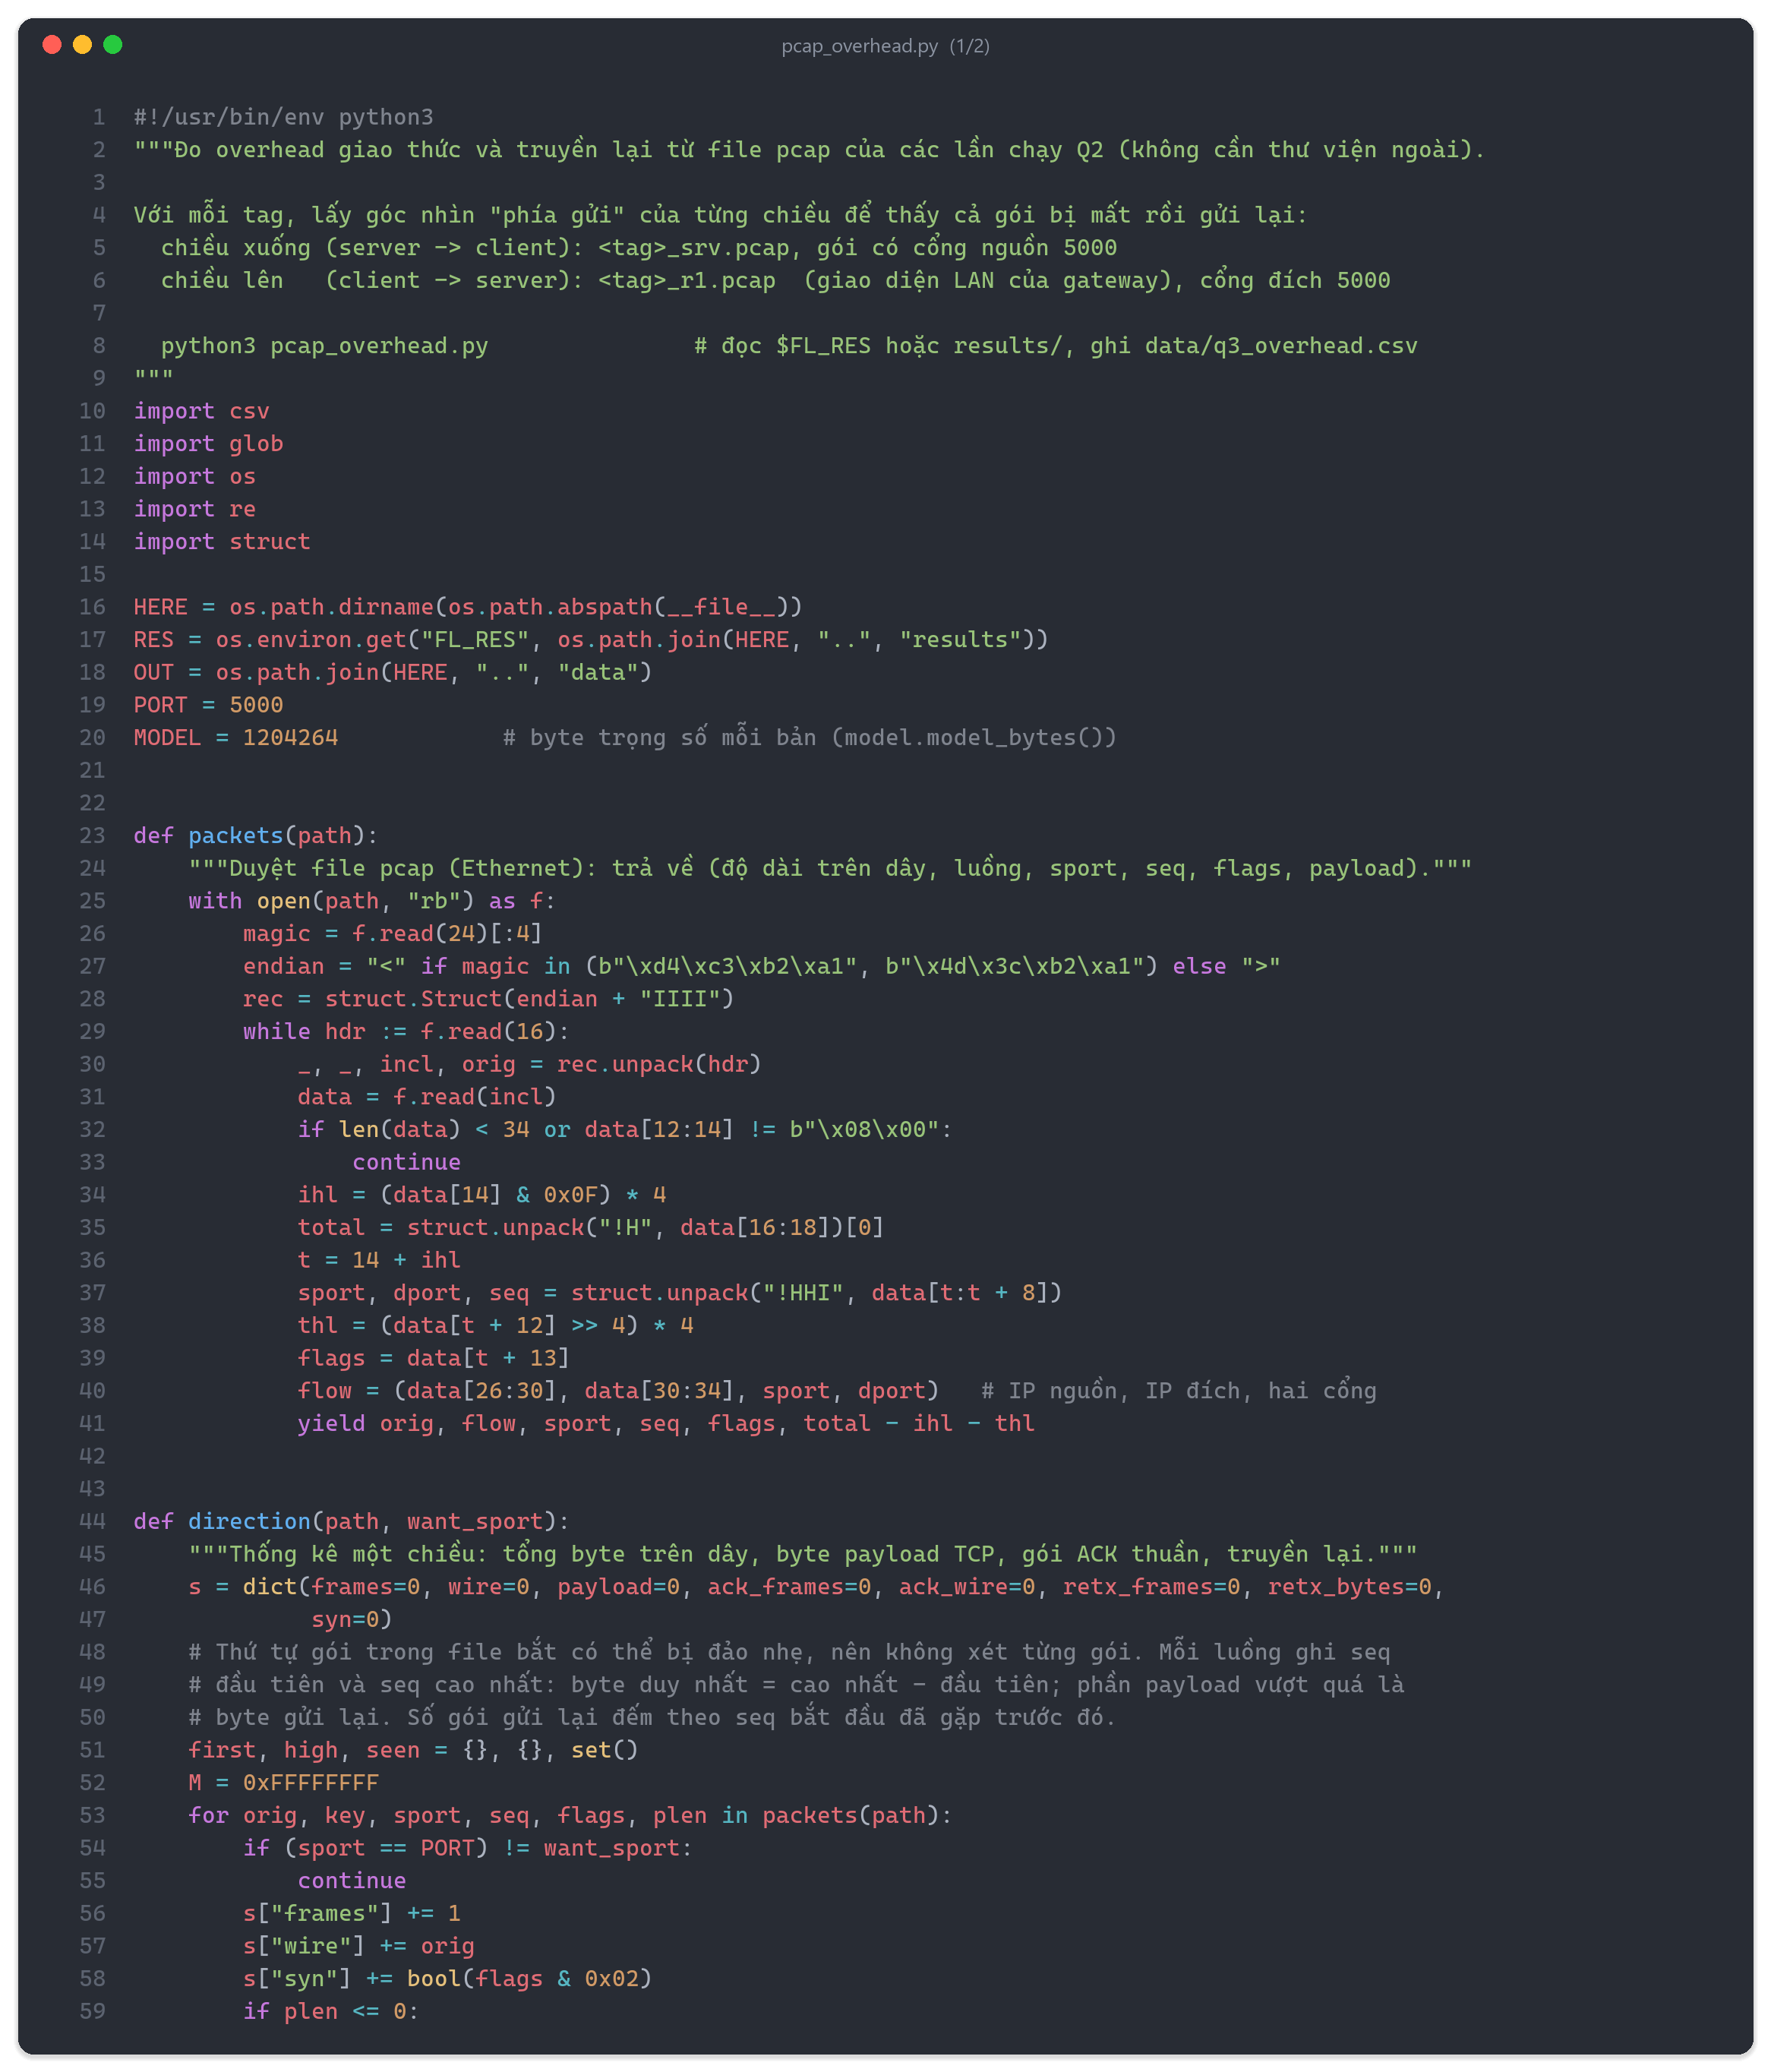 pcap_overhead.py (1/2)
1 #!/usr/bin/env python3
2 """Đo overhead giao thức và truyền lại từ file pcap của các lần chạy Q2 (không cần thư viện ngoài).
3
4 Với mỗi tag, lấy góc nhìn "phía gửi" của từng chiều để thấy cả gói bị mất rồi gửi lại:
5   chiều xuống (server -> client): <tag>_srv.pcap, gói có cổng nguồn 5000
6   chiều lên   (client -> server): <tag>_r1.pcap  (giao diện LAN của gateway), cổng đích 5000
7
8   python3 pcap_overhead.py               # đọc $FL_RES hoặc results/, ghi data/q3_overhead.csv
9 """
10 import csv
11 import glob
12 import os
13 import re
14 import struct
15
16 HERE = os.path.dirname(os.path.abspath(__file__))
17 RES = os.environ.get("FL_RES", os.path.join(HERE, "..", "results"))
18 OUT = os.path.join(HERE, "..", "data")
19 PORT = 5000
20 MODEL = 1204264            # byte trọng số mỗi bản (model.model_bytes())
21
22
23 def packets(path):
24     """Duyệt file pcap (Ethernet): trả về (độ dài trên dây, luồng, sport, seq, flags, payload)."""
25     with open(path, "rb") as f:
26         magic = f.read(24)[:4]
27         endian = "<" if magic in (b"\xd4\xc3\xb2\xa1", b"\x4d\x3c\xb2\xa1") else ">"
28         rec = struct.Struct(endian + "IIII")
29         while hdr := f.read(16):
30             _, _, incl, orig = rec.unpack(hdr)
31             data = f.read(incl)
32             if len(data) < 34 or data[12:14] != b"\x08\x00":
33                 continue
34             ihl = (data[14] & 0x0F) * 4
35             total = struct.unpack("!H", data[16:18])[0]
36             t = 14 + ihl
37             sport, dport, seq = struct.unpack("!HHI", data[t:t + 8])
38             thl = (data[t + 12] >> 4) * 4
39             flags = data[t + 13]
40             flow = (data[26:30], data[30:34], sport, dport)   # IP nguồn, IP đích, hai cổng
41             yield orig, flow, sport, seq, flags, total - ihl - thl
42
43
44 def direction(path, want_sport):
45     """Thống kê một chiều: tổng byte trên dây, byte payload TCP, gói ACK thuần, truyền lại."""
46     s = dict(frames=0, wire=0, payload=0, ack_frames=0, ack_wire=0, retx_frames=0, retx_bytes=0,
47              syn=0)
48     # Thứ tự gói trong file bắt có thể bị đảo nhẹ, nên không xét từng gói. Mỗi luồng ghi seq
49     # đầu tiên và seq cao nhất: byte duy nhất = cao nhất - đầu tiên; phần payload vượt quá là
50     # byte gửi lại. Số gói gửi lại đếm theo seq bắt đầu đã gặp trước đó.
51     first, high, seen = {}, {}, set()
52     M = 0xFFFFFFFF
53     for orig, key, sport, seq, flags, plen in packets(path):
54         if (sport == PORT) != want_sport:
55             continue
56         s["frames"] += 1
57         s["wire"] += orig
58         s["syn"] += bool(flags & 0x02)
59         if plen <= 0: